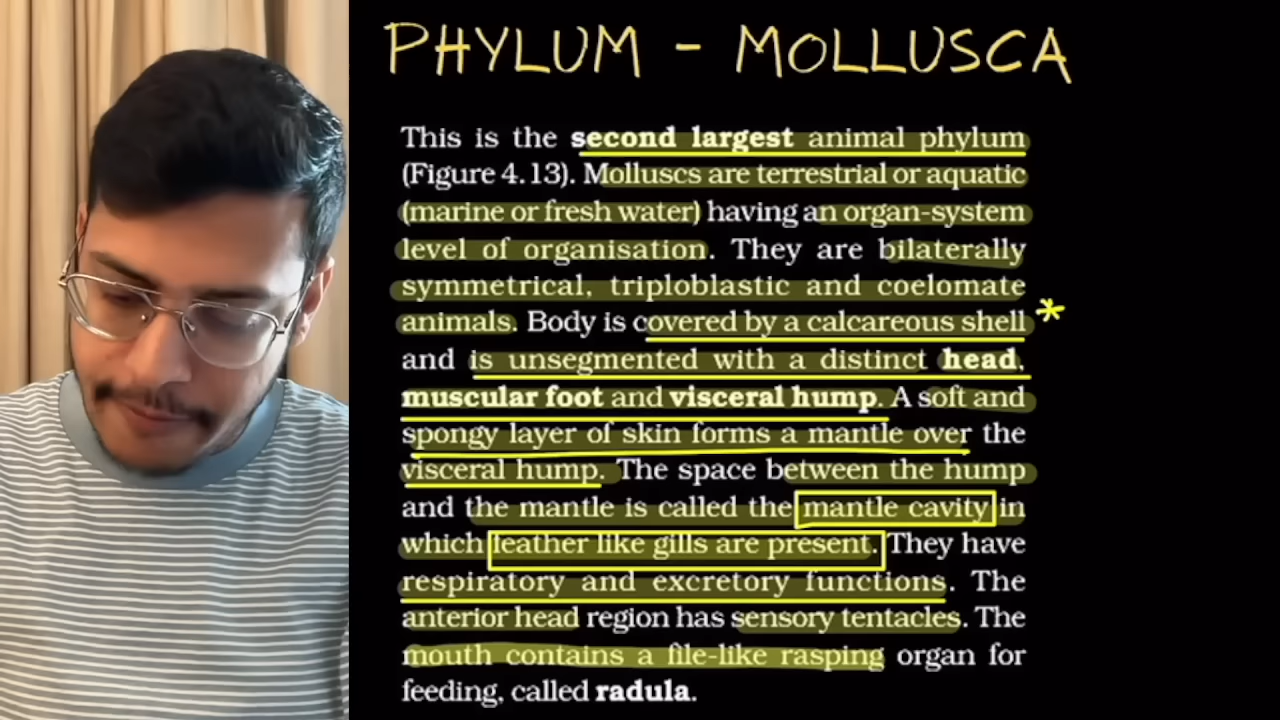 PHYLUM - MOLLUSCA
This is the second largest animal phylum
(Figure 4.13). Molluscs are terrestrial or aquatic
(marine or fresh water) having an organ-system
level of organisation. They are bilaterally
symmetrical, triploblastic and coelomate
animals. Body is covered by a calcareous shell *
and is unsegmented with a distinct head,
muscular foot and visceral hump. A soft and
spongy layer of skin forms a mantle over the
visceral hump. The space between the hump
and the mantle is called the mantle cavity in
which leather like gills are present. They have
respiratory and excretory functions. The
anterior head region has sensory tentacles. The
mouth contains a file-like rasping organ for
feeding, called radula.